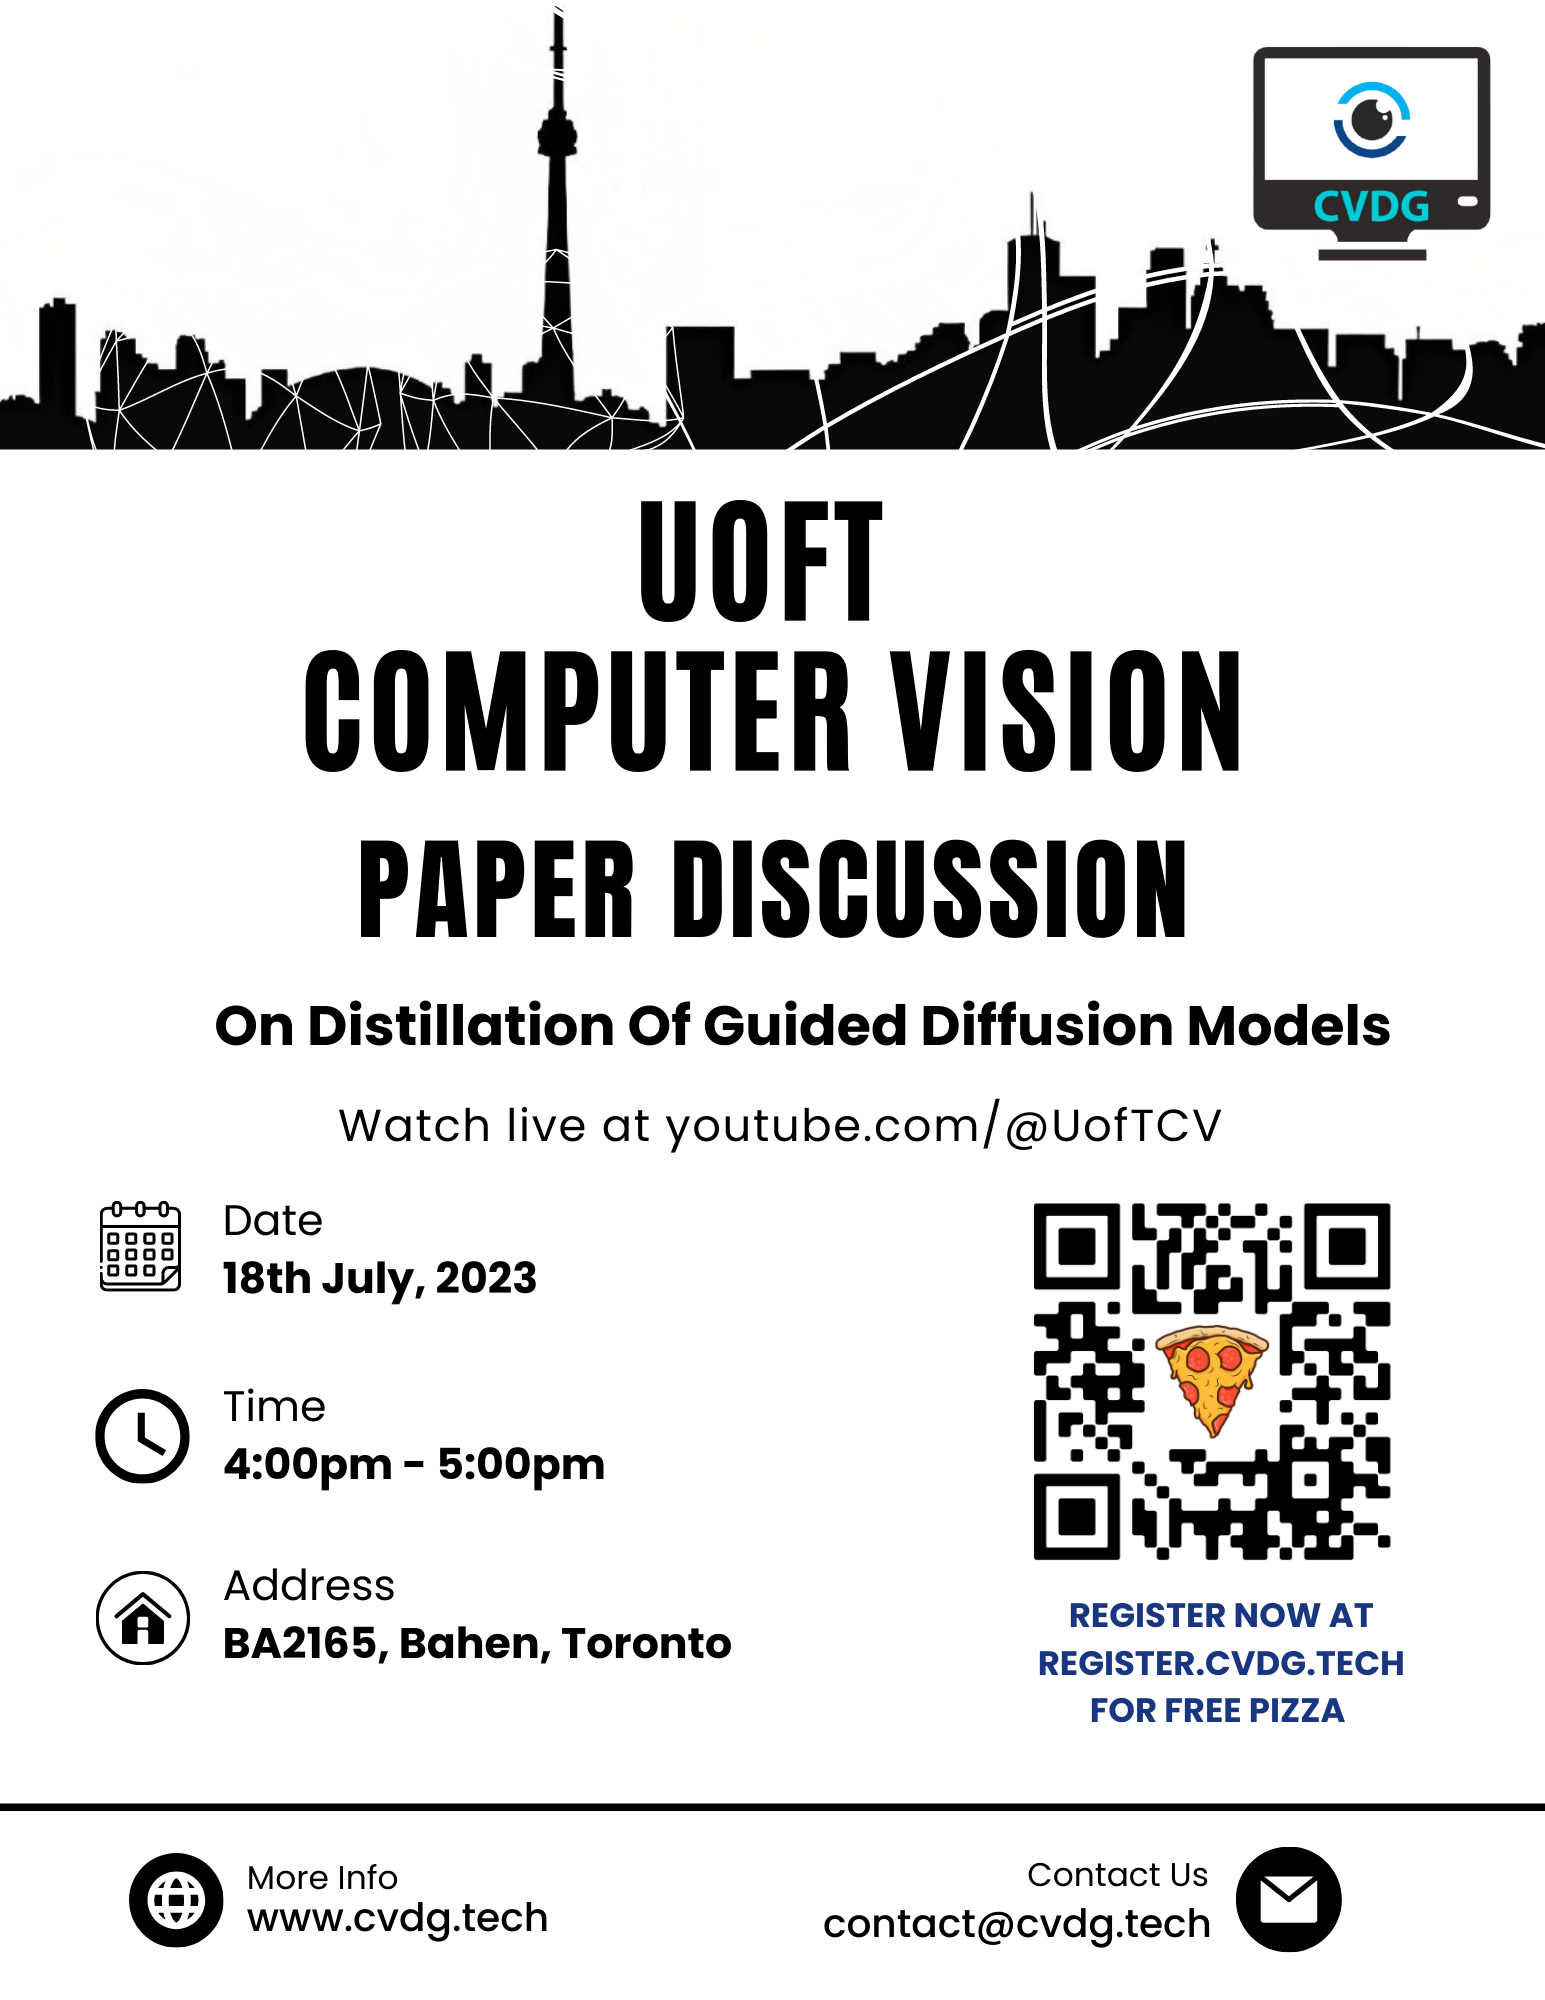 CVDG
UOFT
COMPUTER VISION
PAPER DISCUSSION
On Distillation Of Guided Diffusion Models
Watch live at youtube.com/@UofTCV
Date
18th July, 2023
Time
4:00pm - 5:00pm
Address
BA2165, Bahen, Toronto
REGISTER NOW AT
REGISTER.CVDG.TECH
FOR FREE PIZZA
More Info
www.cvdg.tech
Contact Us
contact@cvdg.tech